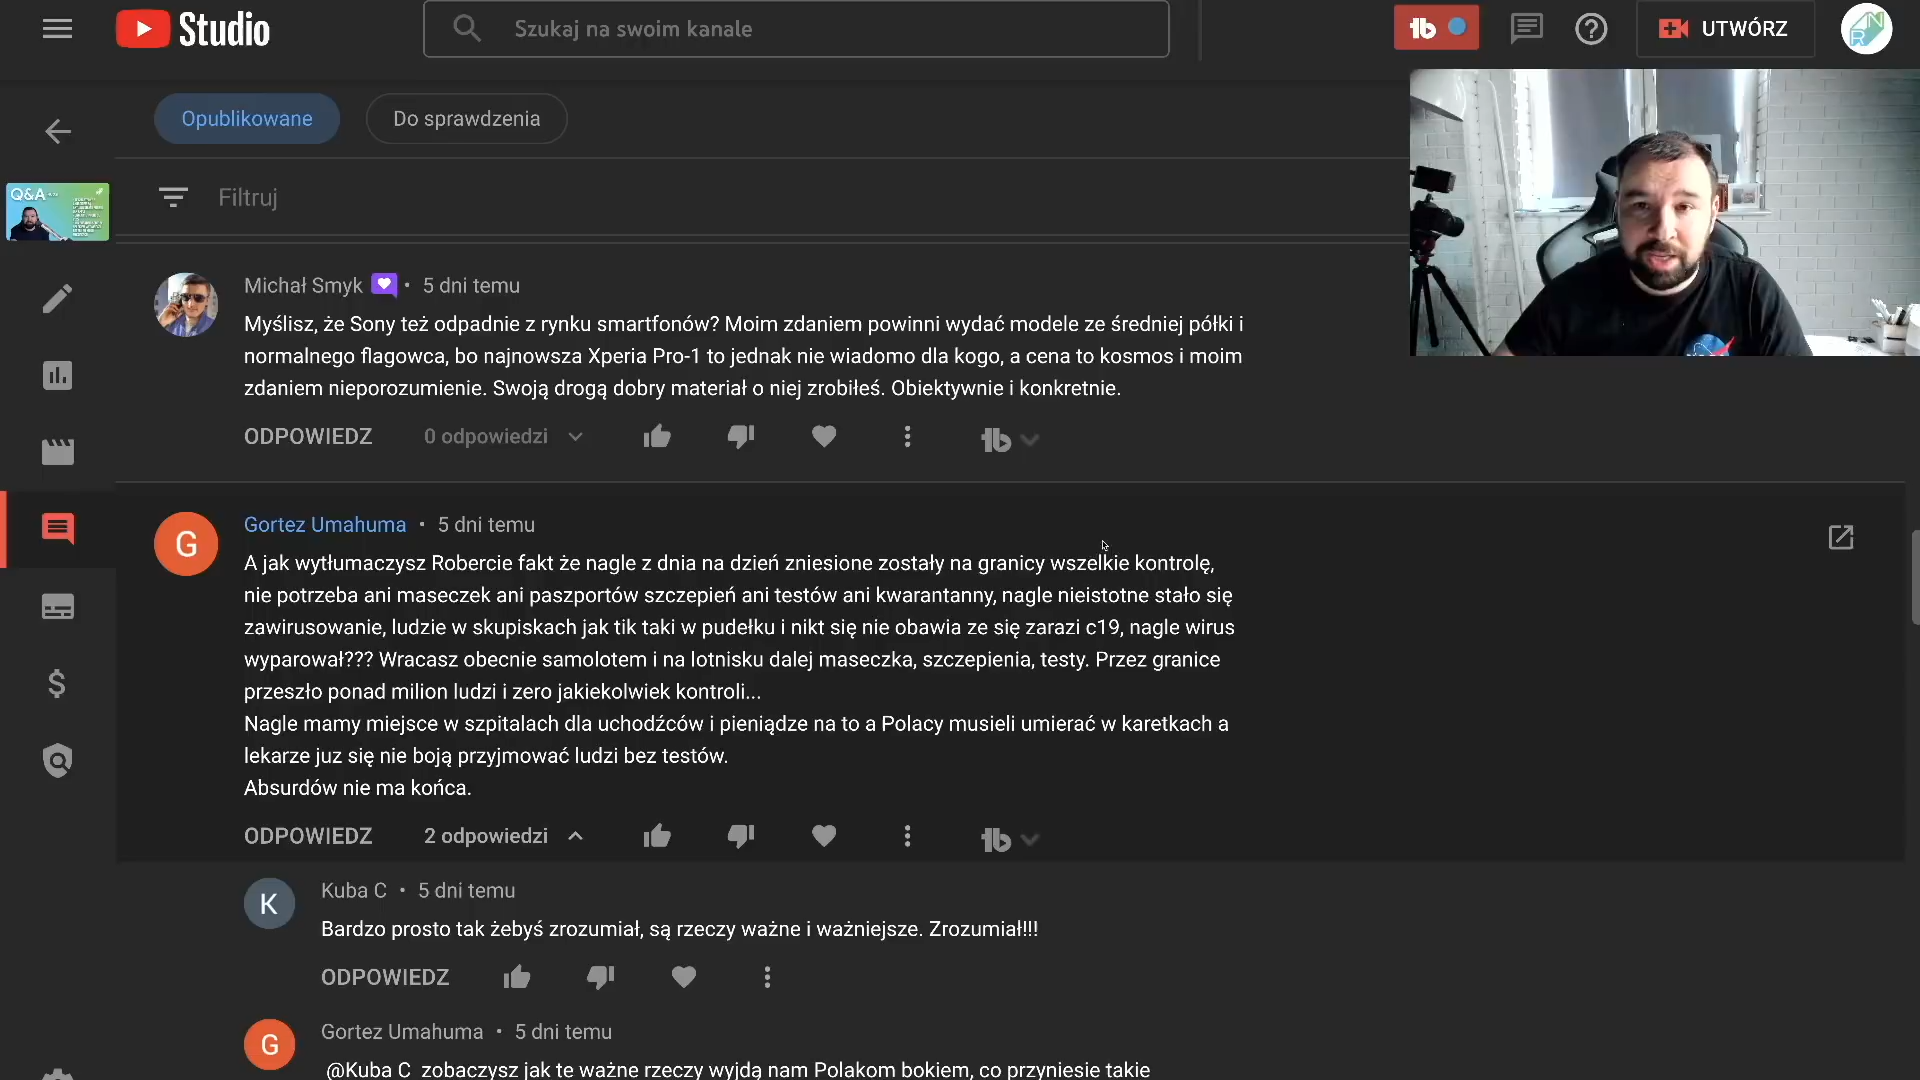 Studio
Szukaj na swoim kanale
UTWÓRZ
Opublikowane
Do sprawdzenia
Filtruj
Q&A
Michał Smyk • 5 dni temu
Myślisz, że Sony też odpadnie z rynku smartfonów? Moim zdaniem powinni wydać modele ze średniej półki i
normalnego flagowca, bo najnowsza Xperia Pro-1 to jednak nie wiadomo dla kogo, a cena to kosmos i moim
zdaniem nieporozumienie. Swoją drogą dobry materiał o niej zrobiłeś. Obiektywnie i konkretnie.
ODPOWIEDZ 0 odpowiedzi
G
Gortez Umahuma • 5 dni temu
A jak wytłumaczysz Robercie fakt że nagle z dnia na dzień zniesione zostały na granicy wszelkie kontrolę,
nie potrzeba ani maseczek ani paszportów szczepień ani testów ani kwarantanny, nagle nieistotne stało się
zawirusowanie, ludzie w skupiskach jak tik taki w pudełku i nikt się nie obawia ze się zarazi c19, nagle wirus
wyparował??? Wracasz obecnie samolotem i na lotnisku dalej maseczka, szczepienia, testy. Przez granice
przeszło ponad milion ludzi i zero jakiekolwiek kontroli...
Nagle mamy miejsce w szpitalach dla uchodźców i pieniądze na to a Polacy musieli umierać w karetkach a
lekarze juz się nie boją przyjmować ludzi bez testów.
Absurdów nie ma końca.
ODPOWIEDZ 2 odpowiedzi
K
Kuba C • 5 dni temu
Bardzo prosto tak żebyś zrozumiał, są rzeczy ważne i ważniejsze. Zrozumiał!!!
ODPOWIEDZ
G
Gortez Umahuma • 5 dni temu
@Kuba C zobaczysz jak te ważne rzeczy wyjdą nam Polakom bokiem, co przyniesie takie